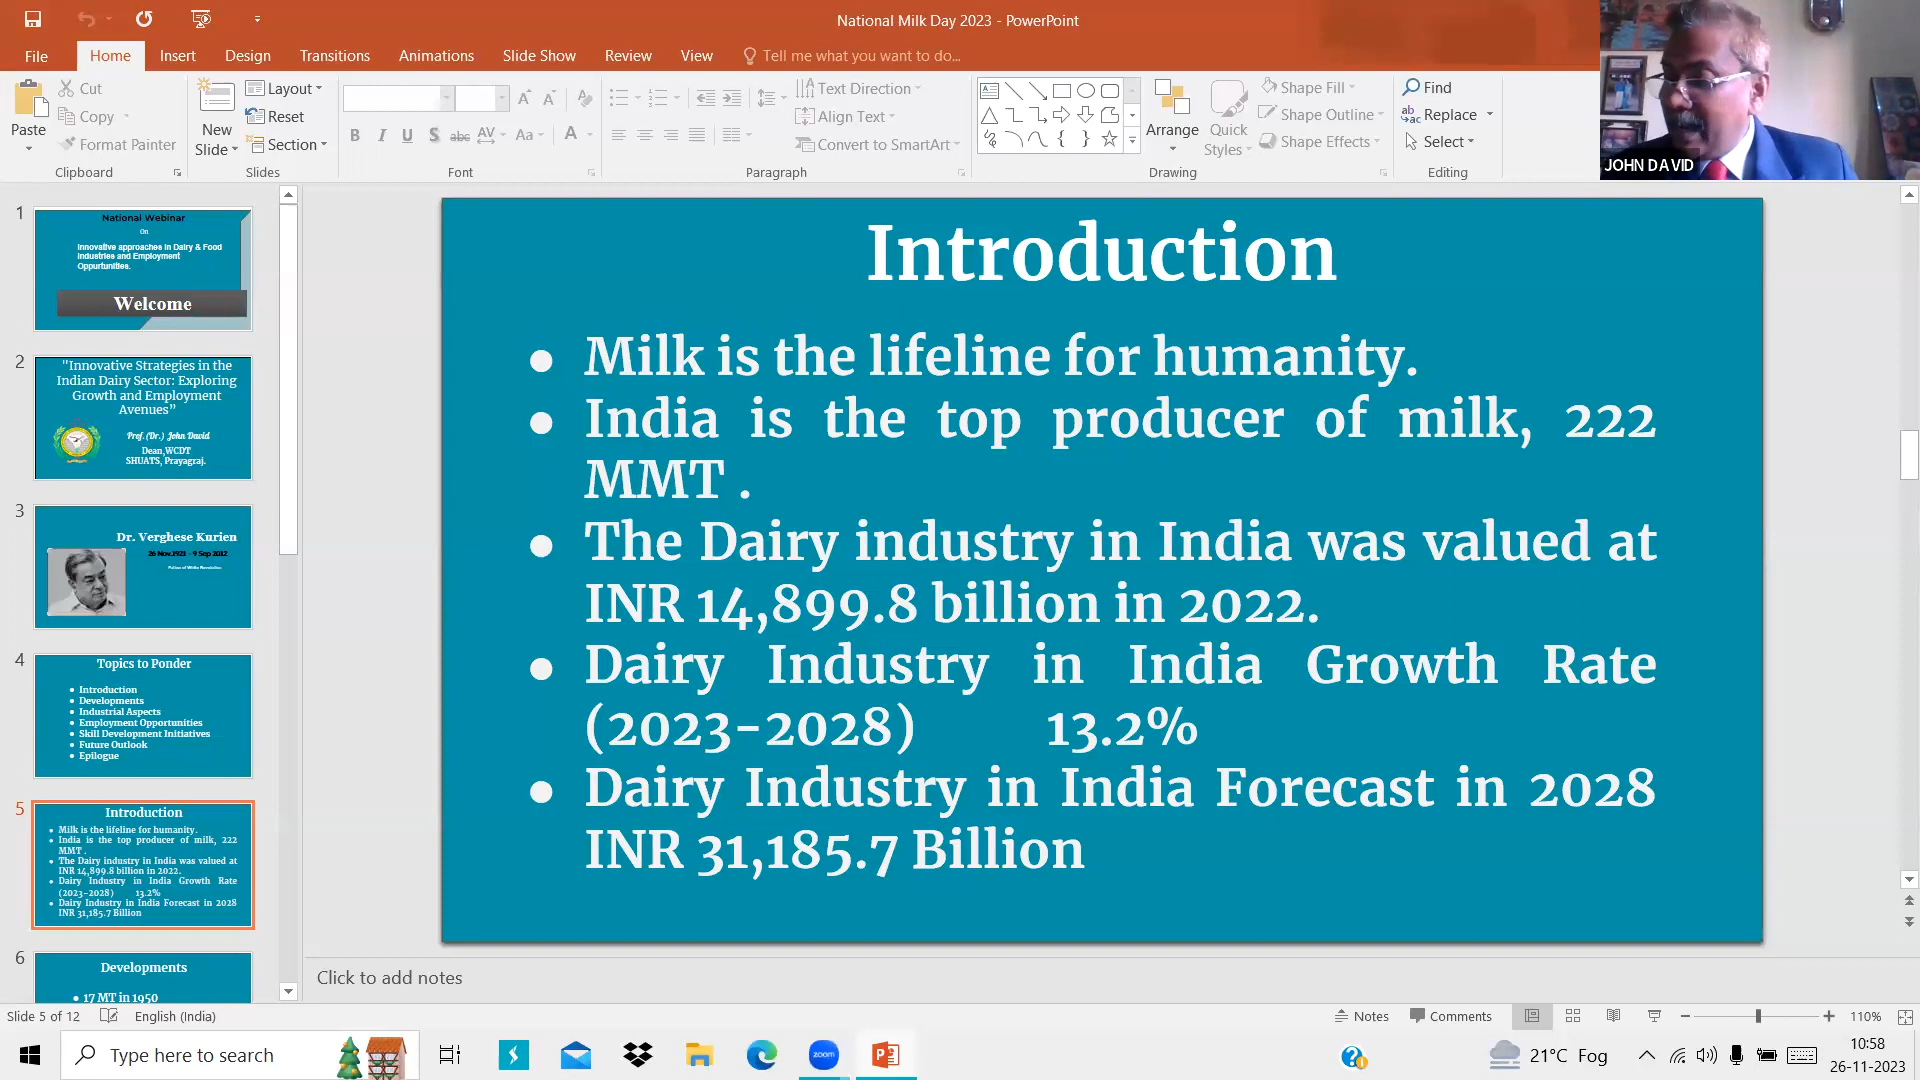 National Milk Day 2023 - PowerPoint
File
Home
Insert
Design
Transitions
Animations
Slide Show
Review
View
Tell me what you want to do...
Paste
Cut
Copy
Format Painter
Clipboard
New
Slide
Layout
Reset
Section
Slides
B I U S abc AV Aa A
Font
Text Direction
Align Text
Convert to SmartArt
Paragraph
Arrange
Quick
Styles
Shape Fill
Shape Outline
Shape Effects
Drawing
Find
Replace
Select
Editing
JOHN DAVID
1
National Webinar
On
Innovative approaches in Dairy & Food
Industries and Employment
Oppurtunities.
Welcome
2
"Innovative Strategies in the
Indian Dairy Sector: Exploring
Growth and Employment
Avenues”
Prof. (Dr.) John David
Dean,WCDT
SHUATS, Prayagraj.
3
Dr. Verghese Kurien
26 Nov.1921 - 9 Sep 2012
4
Topics to Ponder
● Introduction
● Developments
● Industrial Aspects
● Employment Opportunities
● Skill Development Initiatives
● Future Outlook
● Epilogue
5
Introduction
● Milk is the lifeline for humanity.
● India is the top producer of milk, 222
MMT .
● The Dairy industry in India was valued at
INR 14,899.8 billion in 2022.
● Dairy Industry in India Growth Rate
(2023-2028) 13.2%
● Dairy Industry in India Forecast in 2028
INR 31,185.7 Billion
6
Developments
● 17 MT in 1950
Introduction
● Milk is the lifeline for humanity.
● India is the top producer of milk, 222
MMT .
● The Dairy industry in India was valued at
INR 14,899.8 billion in 2022.
● Dairy Industry in India Growth Rate
(2023-2028) 13.2%
● Dairy Industry in India Forecast in 2028
INR 31,185.7 Billion
Click to add notes
Slide 5 of 12
English (India)
Notes
Comments
110%
Type here to search
zoom
21°C Fog
10:58
26-11-2023